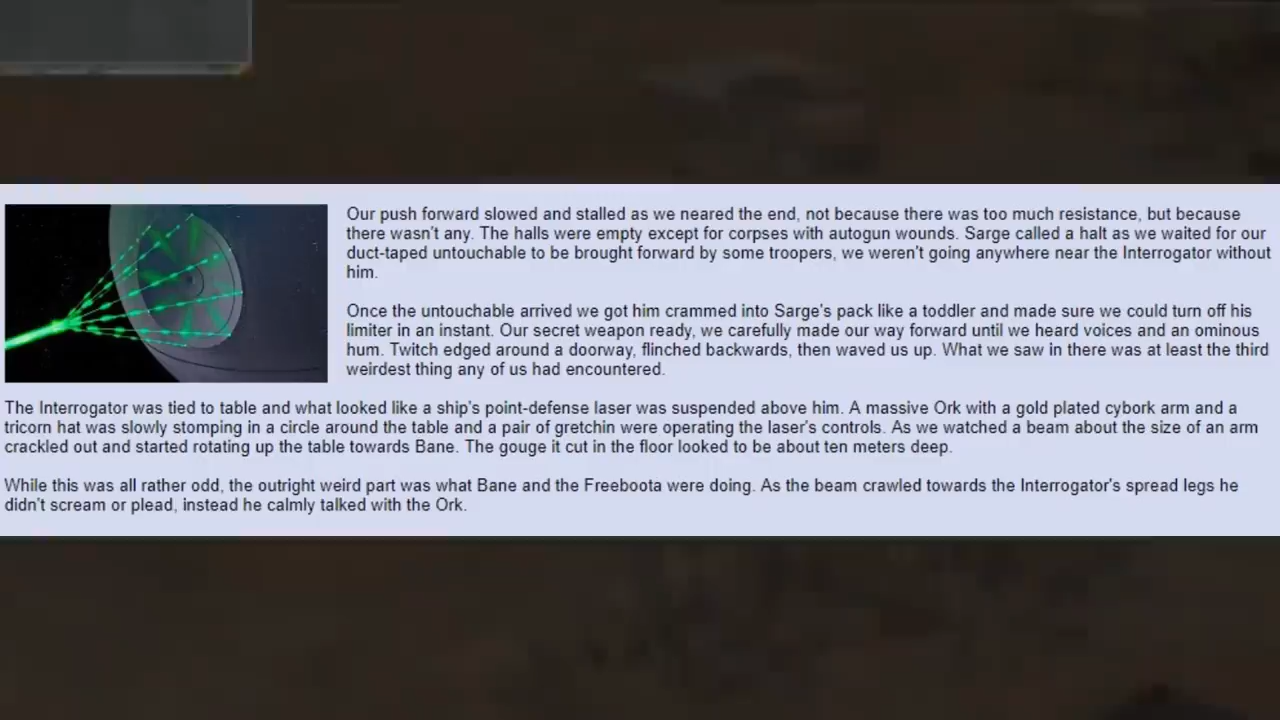 Our push forward slowed and stalled as we neared the end, not because there was too much resistance, but because
there wasn't any. The halls were empty except for corpses with autogun wounds. Sarge called a halt as we waited for our
duct-taped untouchable to be brought forward by some troopers, we weren't going anywhere near the Interrogator without
him.
Once the untouchable arrived we got him crammed into Sarge's pack like a toddler and made sure we could turn off his
limiter in an instant. Our secret weapon ready, we carefully made our way forward until we heard voices and an ominous
hum. Twitch edged around a doorway, flinched backwards, then waved us up. What we saw in there was at least the third
weirdest thing any of us had encountered.
The Interrogator was tied to table and what looked like a ship's point-defense laser was suspended above him. A massive Ork with a gold plated cybork arm and a
tricorn hat was slowly stomping in a circle around the table and a pair of gretchin were operating the laser's controls. As we watched a beam about the size of an arm
crackled out and started rotating up the table towards Bane. The gouge it cut in the floor looked to be about ten meters deep.
While this was all rather odd, the outright weird part was what Bane and the Freeboota were doing. As the beam crawled towards the Interrogator's spread legs he
didn't scream or plead, instead he calmly talked with the Ork.